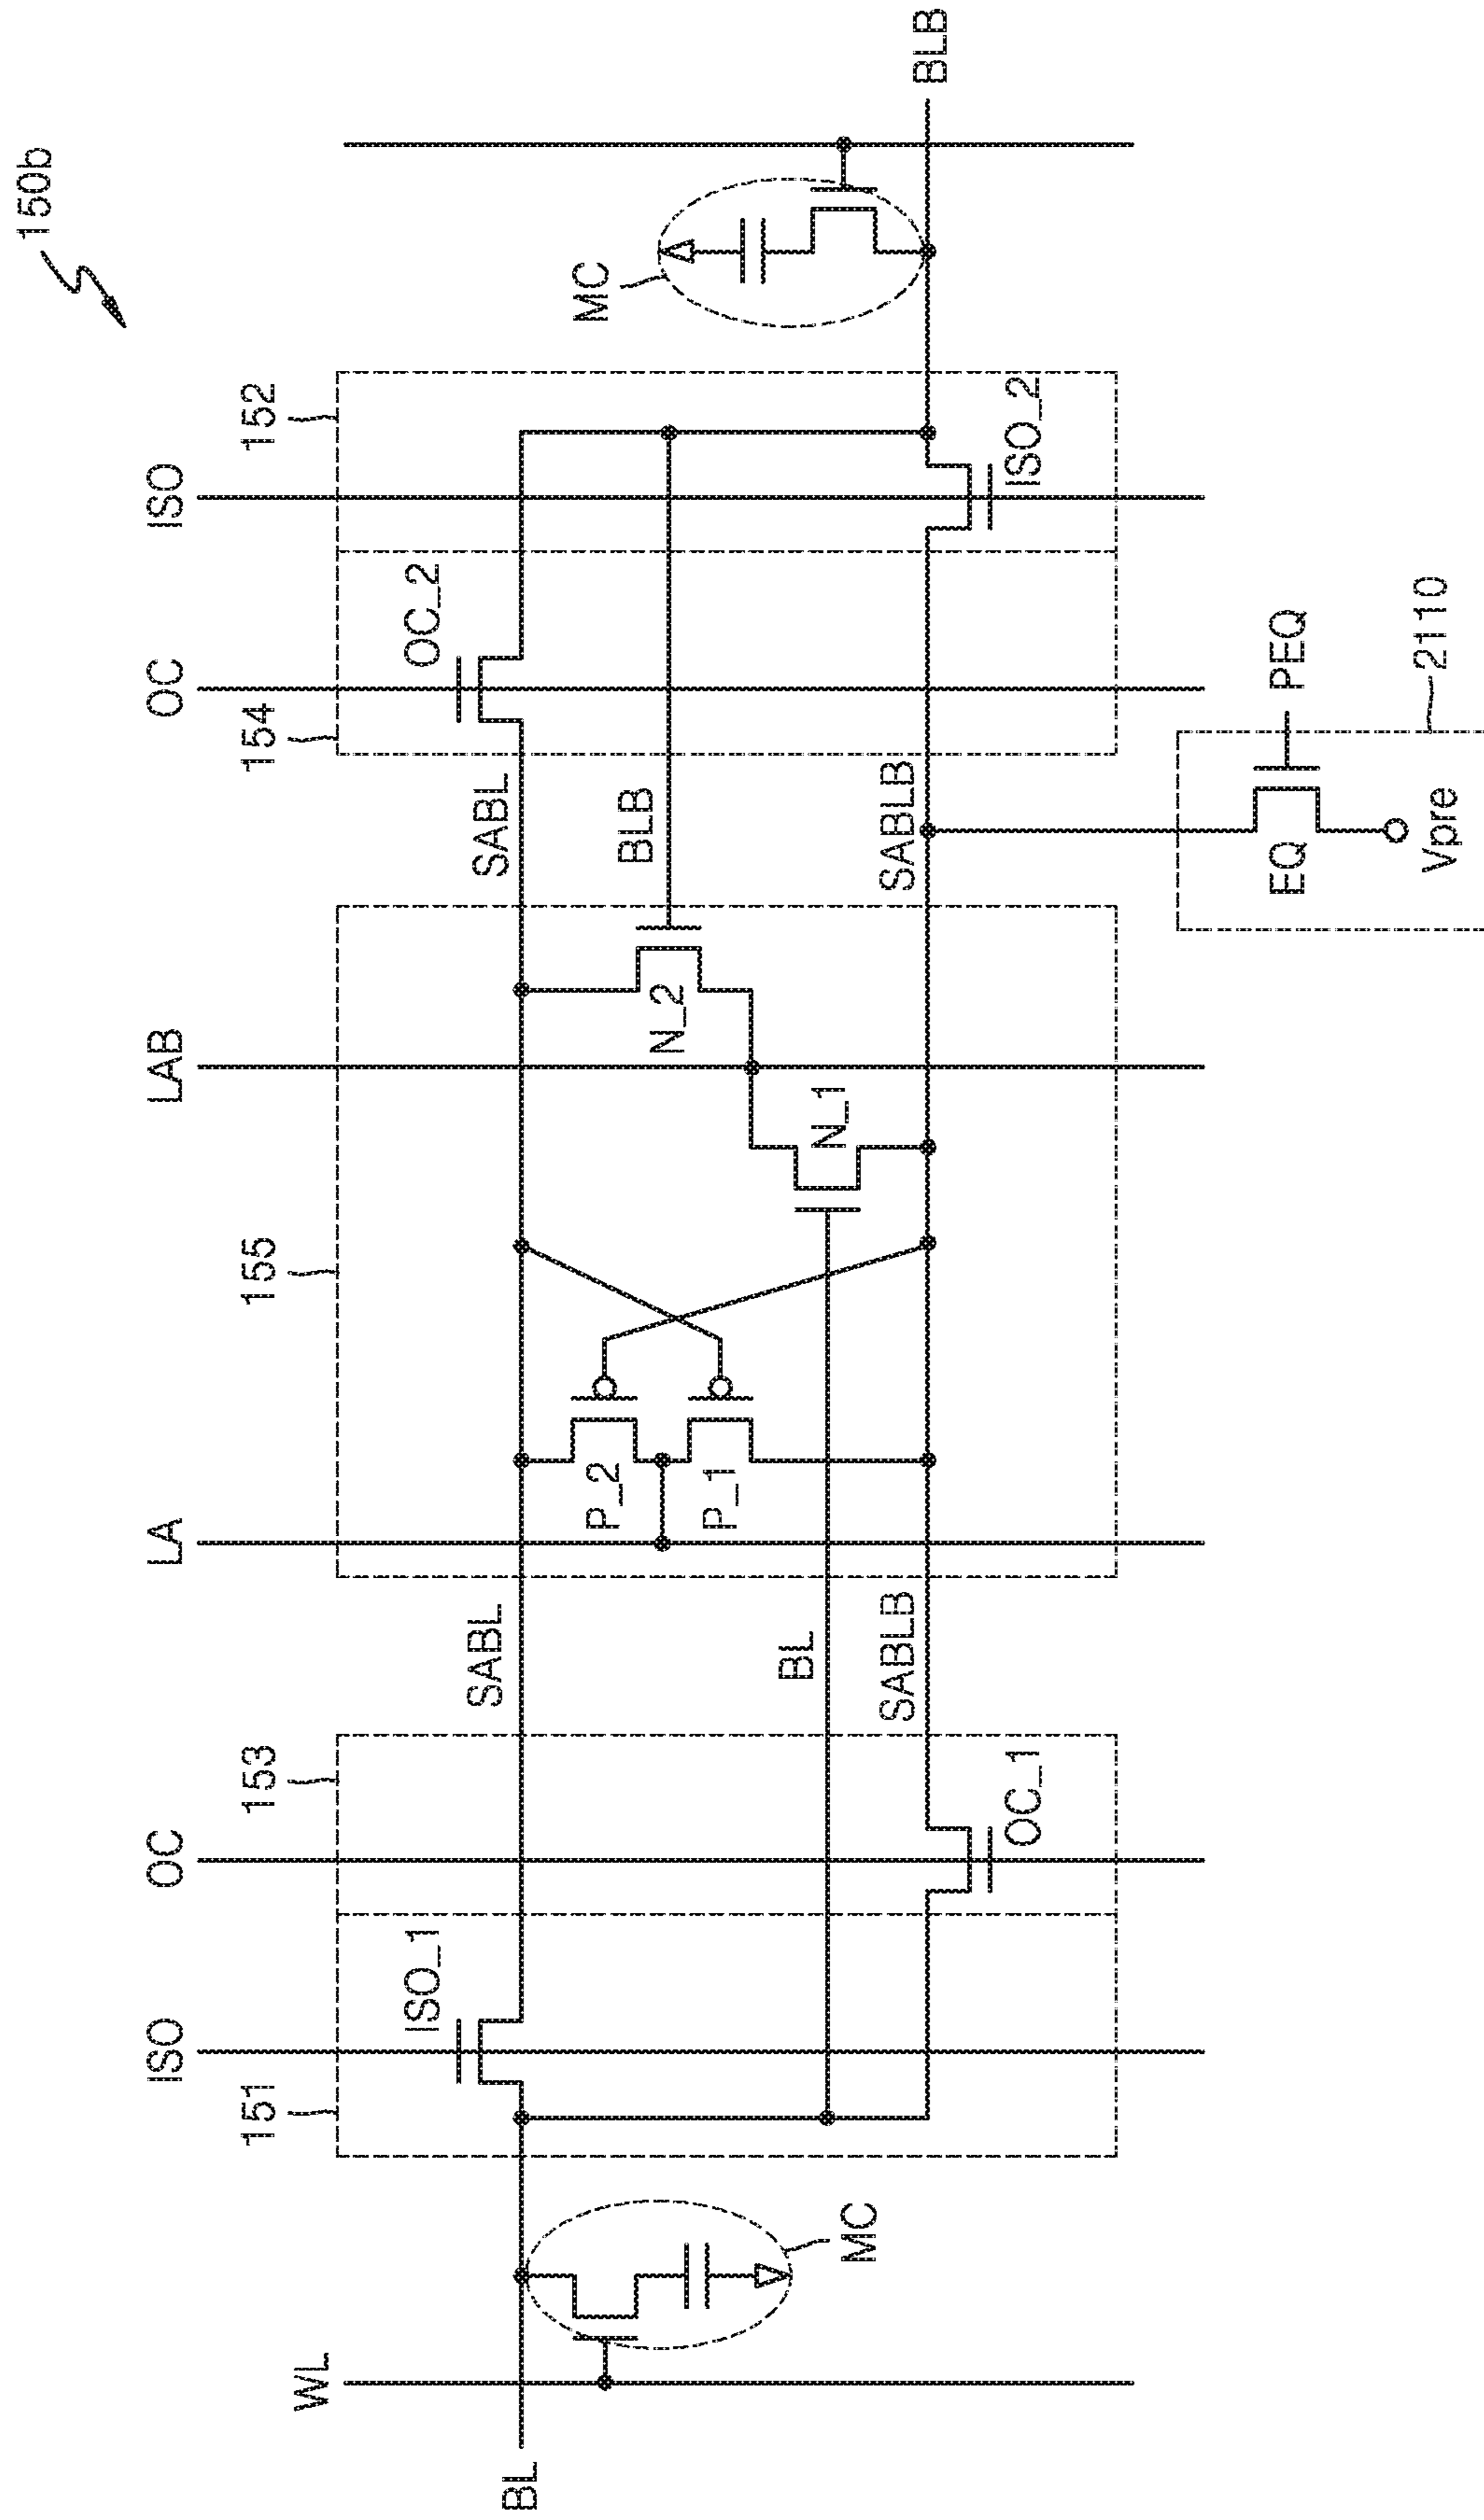 150b
WL
ISO
OC
LA
LAB
OC
ISO
151
153
155
154
152
ISO_1
OC_2
BL
SABL
SABL
MC
P_2
P_1
N_2
N_1
BLB
MC
BL
SABLB
SABLB
BLB
MC
OC_1
ISO_2
EQ
PEQ
Vpre
2110